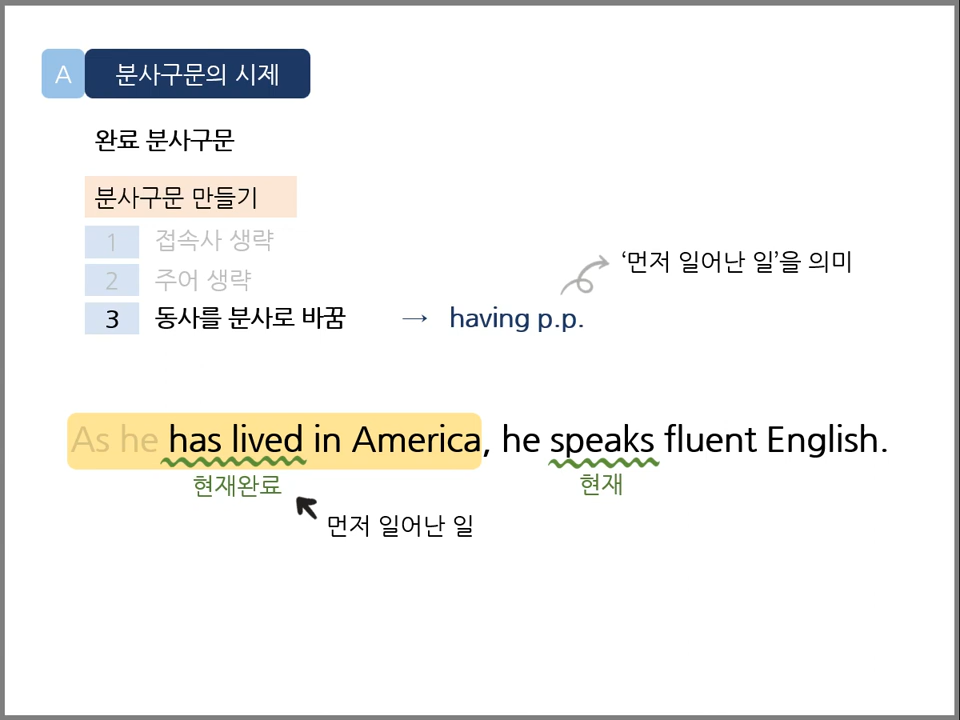 A 분사구문의 시제
완료 분사구문
분사구문 만들기
1 접속사 생략
2 주어 생략
‘먼저 일어난 일’을 의미
3 동사를 분사로 바꿈 → having p.p.
As he has lived in America, he speaks fluent English.
현재완료 현재
먼저 일어난 일